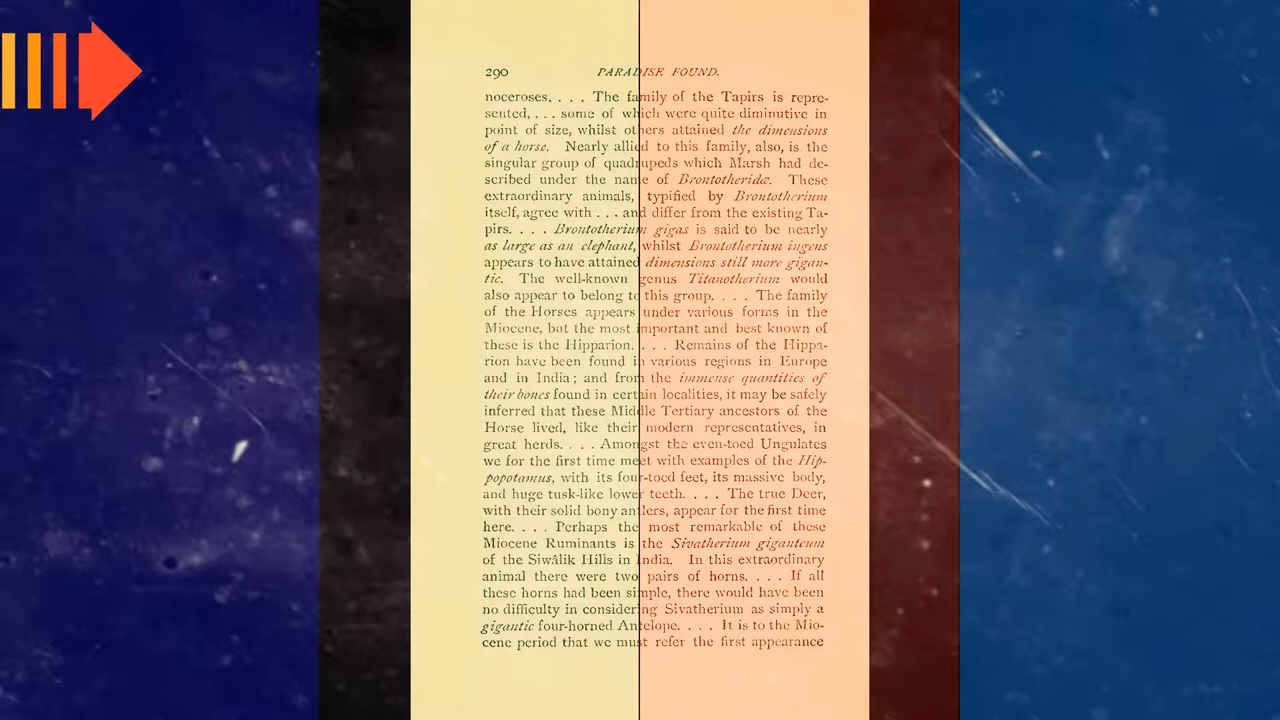 290 PARADISE FOUND.
noceroses. . . . The family of the Tapirs is repre-
sented, . . . some of which were quite diminutive in
point of size, whilst others attained the dimensions
of a horse. Nearly allied to this family, also, is the
singular group of quadrupeds which Marsh had de-
scribed under the name of Brontotheridæ. These
extraordinary animals, typified by Brontotherium
itself, agree with . . . and differ from the existing Ta-
pirs. . . . Brontotherium gigas is said to be nearly
as large as an elephant, whilst Brontotherium ingens
appears to have attained dimensions still more gigan-
tic. The well-known genus Titanotherium would
also appear to belong to this group. . . . The family
of the Horses appears under various forms in the
Miocene, but the most important and best known of
these is the Hipparion. . . . Remains of the Hippa-
rion have been found in various regions in Europe
and in India; and from the immense quantities of
their bones found in certain localities, it may be safely
inferred that these Middle Tertiary ancestors of the
Horse lived, like their modern representatives, in
great herds. . . . Amongst the even-toed Ungulates
we for the first time meet with examples of the Hip-
popotamus, with its four-toed feet, its massive body,
and huge tusk-like lower teeth. . . . The true Deer,
with their solid bony antlers, appear for the first time
here. . . . Perhaps the most remarkable of these
Miocene Ruminants is the Sivatherium giganteum
of the Siwâlik Hills in India. In this extraordinary
animal there were two pairs of horns. . . . If all
these horns had been simple, there would have been
no difficulty in considering Sivatherium as simply a
gigantic four-horned Antelope. . . . It is to the Mio-
cene period that we must refer the first appearance